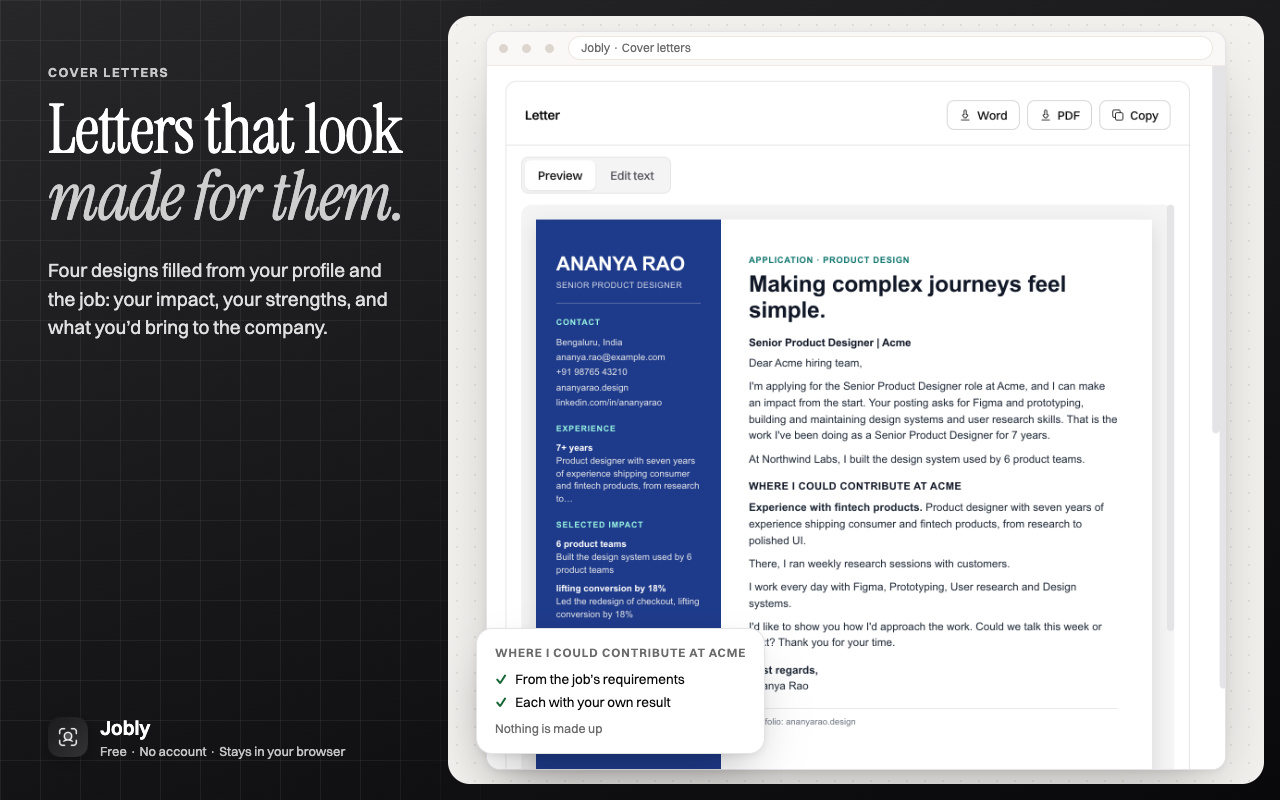 COVER LETTERS
Letters that look
made for them.
Four designs filled from your profile and
the job: your impact, your strengths, and
what you’d bring to the company.
Jobly
Free · No account · Stays in your browser
Jobly · Cover letters
Letter
Word
PDF
Copy
Preview
Edit text
ANANYA RAO
SENIOR PRODUCT DESIGNER
CONTACT
Bengaluru, India
ananya.rao@example.com
+91 98765 43210
ananyarao.design
linkedin.com/in/ananyarao
EXPERIENCE
7+ years
Product designer with seven years
of experience shipping consumer
and fintech products, from research
to…
SELECTED IMPACT
6 product teams
Built the design system used by 6
product teams
lifting conversion by 18%
Led the redesign of checkout, lifting
conversion by 18%
APPLICATION · PRODUCT DESIGN
Making complex journeys feel
simple.
Senior Product Designer | Acme
Dear Acme hiring team,
I'm applying for the Senior Product Designer role at Acme, and I can make
an impact from the start. Your posting asks for Figma and prototyping,
building and maintaining design systems and user research skills. That is the
work I've been doing as a Senior Product Designer for 7 years.
At Northwind Labs, I built the design system used by 6 product teams.
WHERE I COULD CONTRIBUTE AT ACME
Experience with fintech products. Product designer with seven years of
experience shipping consumer and fintech products, from research to
polished UI.
There, I ran weekly research sessions with customers.
I work every day with Figma, Prototyping, User research and Design
systems.
I'd like to show you how I'd approach the work. Could we talk this week or
Thank you for your time.
regards,
Rao
ananyarao.design
WHERE I COULD CONTRIBUTE AT ACME
From the job's requirements
Each with your own result
Nothing is made up